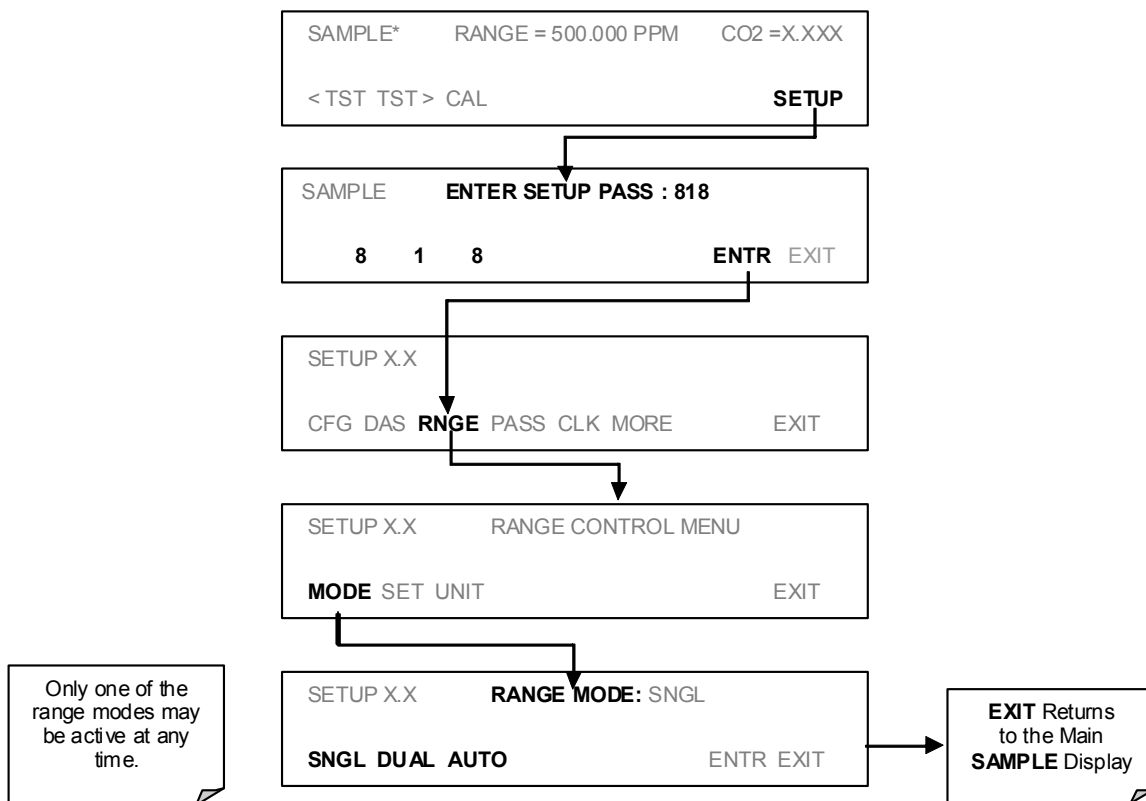 SAMPLE* RANGE = 500.000 PPM CO2 =X.XXX
< TST TST > CAL SETUP
SAMPLE ENTER SETUP PASS : 818
8 1 8 ENTR EXIT
SETUP X.X
CFG DAS RNGE PASS CLK MORE EXIT
SETUP X.X RANGE CONTROL MENU
MODE SET UNIT EXIT
Only one of the
range modes may
be active at any
time.
SETUP X.X RANGE MODE: SNGL
SNGL DUAL AUTO ENTR EXIT
EXIT Returns
to the Main
SAMPLE Display